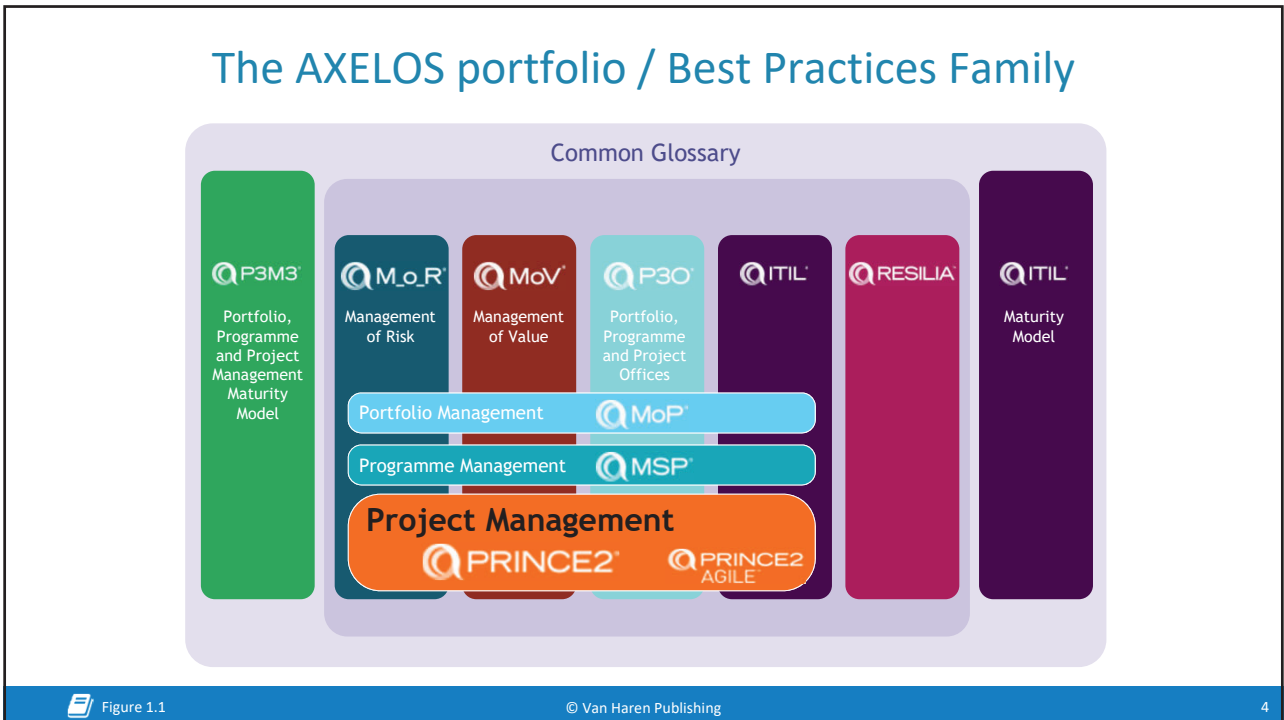 The AXELOS portfolio / Best Practices Family
Common Glossary
P3M3®
Portfolio,
Programme
and Project
Management
Maturity
Model
M_o_R®
Management
of Risk
MoV®
Management
of Value
P3O®
Portfolio,
Programme
and Project
Offices
ITIL®
RESILIA™
ITIL®
Maturity
Model
Portfolio Management MoP®
Programme Management MSP®
Project Management
PRINCE2®
PRINCE2
AGILE™
Figure 1.1
© Van Haren Publishing
4